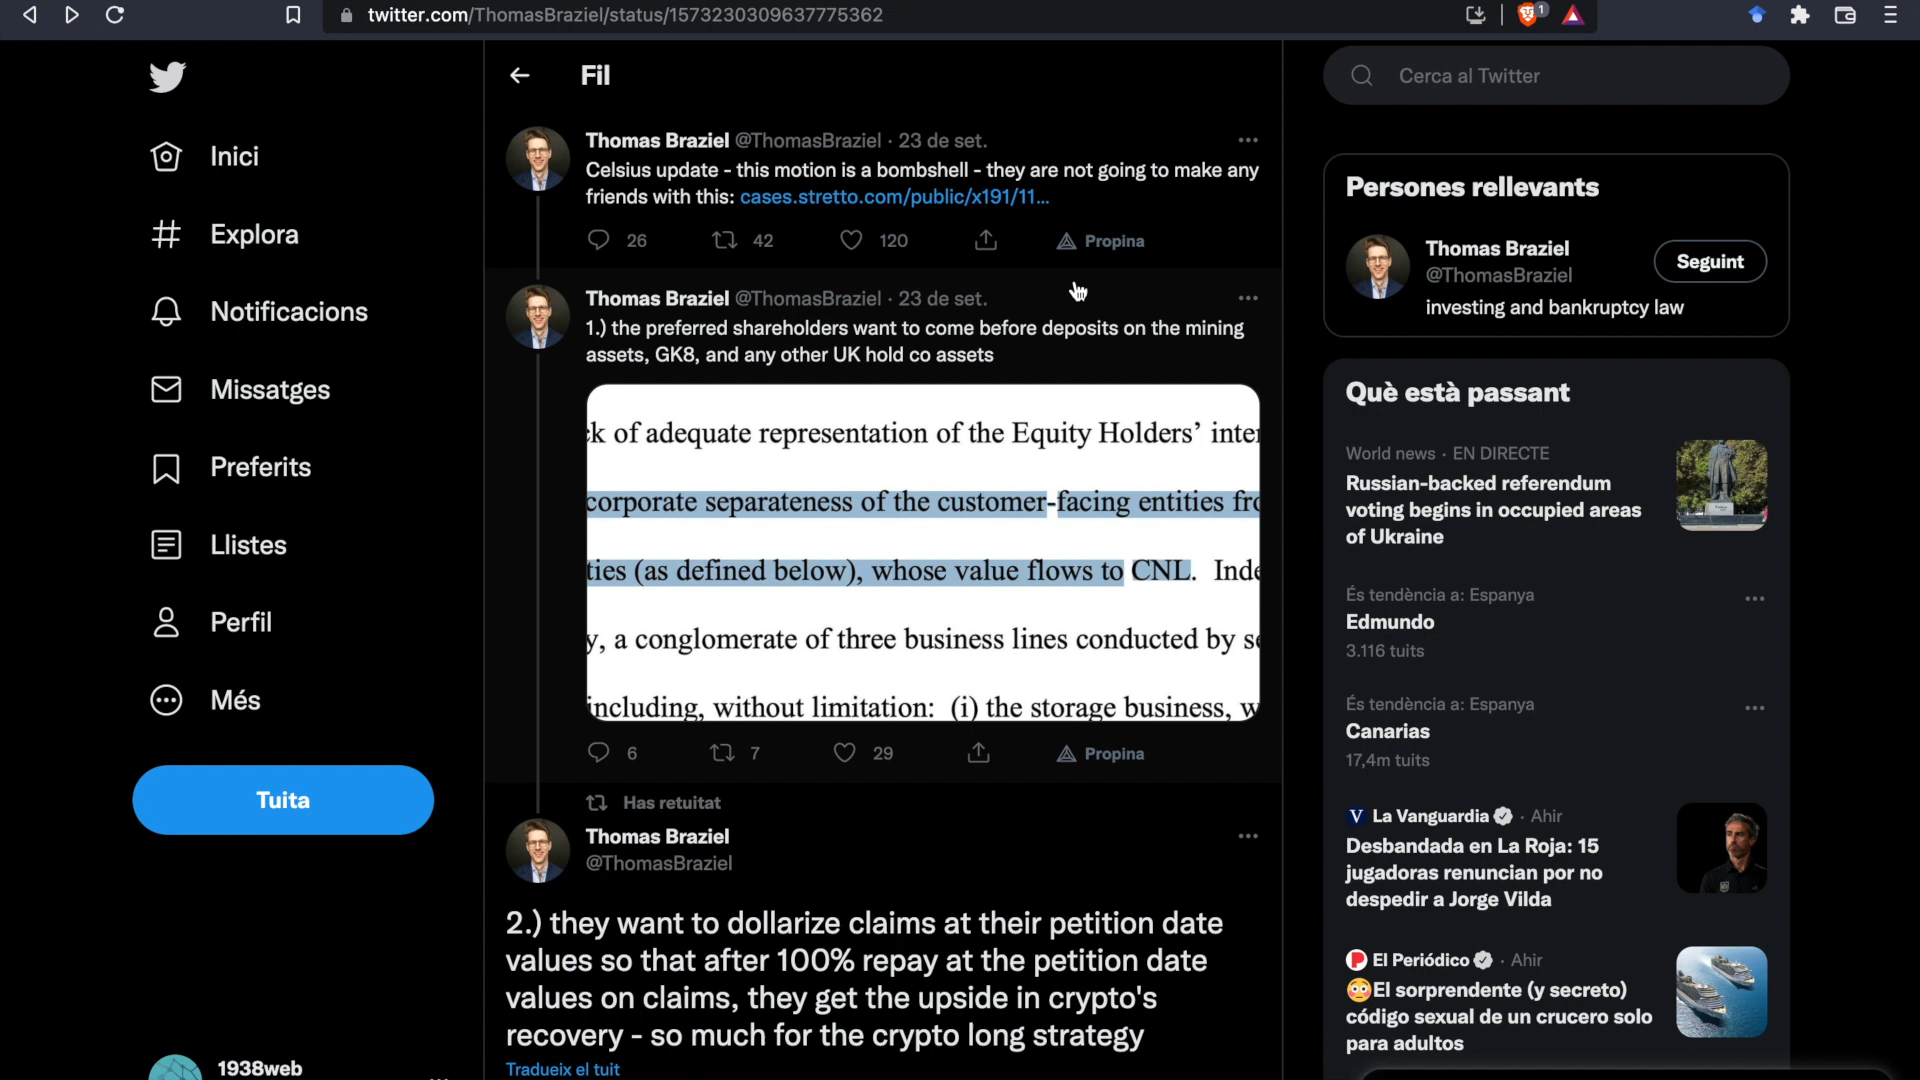 twitter.com/ThomasBraziel/status/1573230309637775362
1
Inici
Explora
Notificacions
Missatges
Preferits
Llistes
Perfil
Més
Tuita
1938web
Fil
Thomas Braziel @ThomasBraziel · 23 de set.
Celsius update - this motion is a bombshell - they are not going to make any
friends with this: cases.stretto.com/public/x191/11...
26 42 120 Propina
Thomas Braziel @ThomasBraziel · 23 de set.
1.) the preferred shareholders want to come before deposits on the mining
assets, GK8, and any other UK hold co assets
ck of adequate representation of the Equity Holders' inter
corporate separateness of the customer-facing entities fro
ties (as defined below), whose value flows to CNL. Inde
y, a conglomerate of three business lines conducted by se
including, without limitation: (i) the storage business, w
6 7 29 Propina
Has retuitat
Thomas Braziel
@ThomasBraziel
2.) they want to dollarize claims at their petition date
values so that after 100% repay at the petition date
values on claims, they get the upside in crypto's
recovery - so much for the crypto long strategy
Tradueix el tuit
Cerca al Twitter
Persones rellevants
Thomas Braziel
@ThomasBraziel
Seguint
investing and bankruptcy law
Què està passant
World news · EN DIRECTE
Russian-backed referendum
voting begins in occupied areas
of Ukraine
És tendència a: Espanya
Edmundo
3.116 tuits
És tendència a: Espanya
Canarias
17,4m tuits
V La Vanguardia · Ahir
Desbandada en La Roja: 15
jugadoras renuncian por no
despedir a Jorge Vilda
P El Periódico · Ahir
😳El sorprendente (y secreto)
código sexual de un crucero solo
para adultos